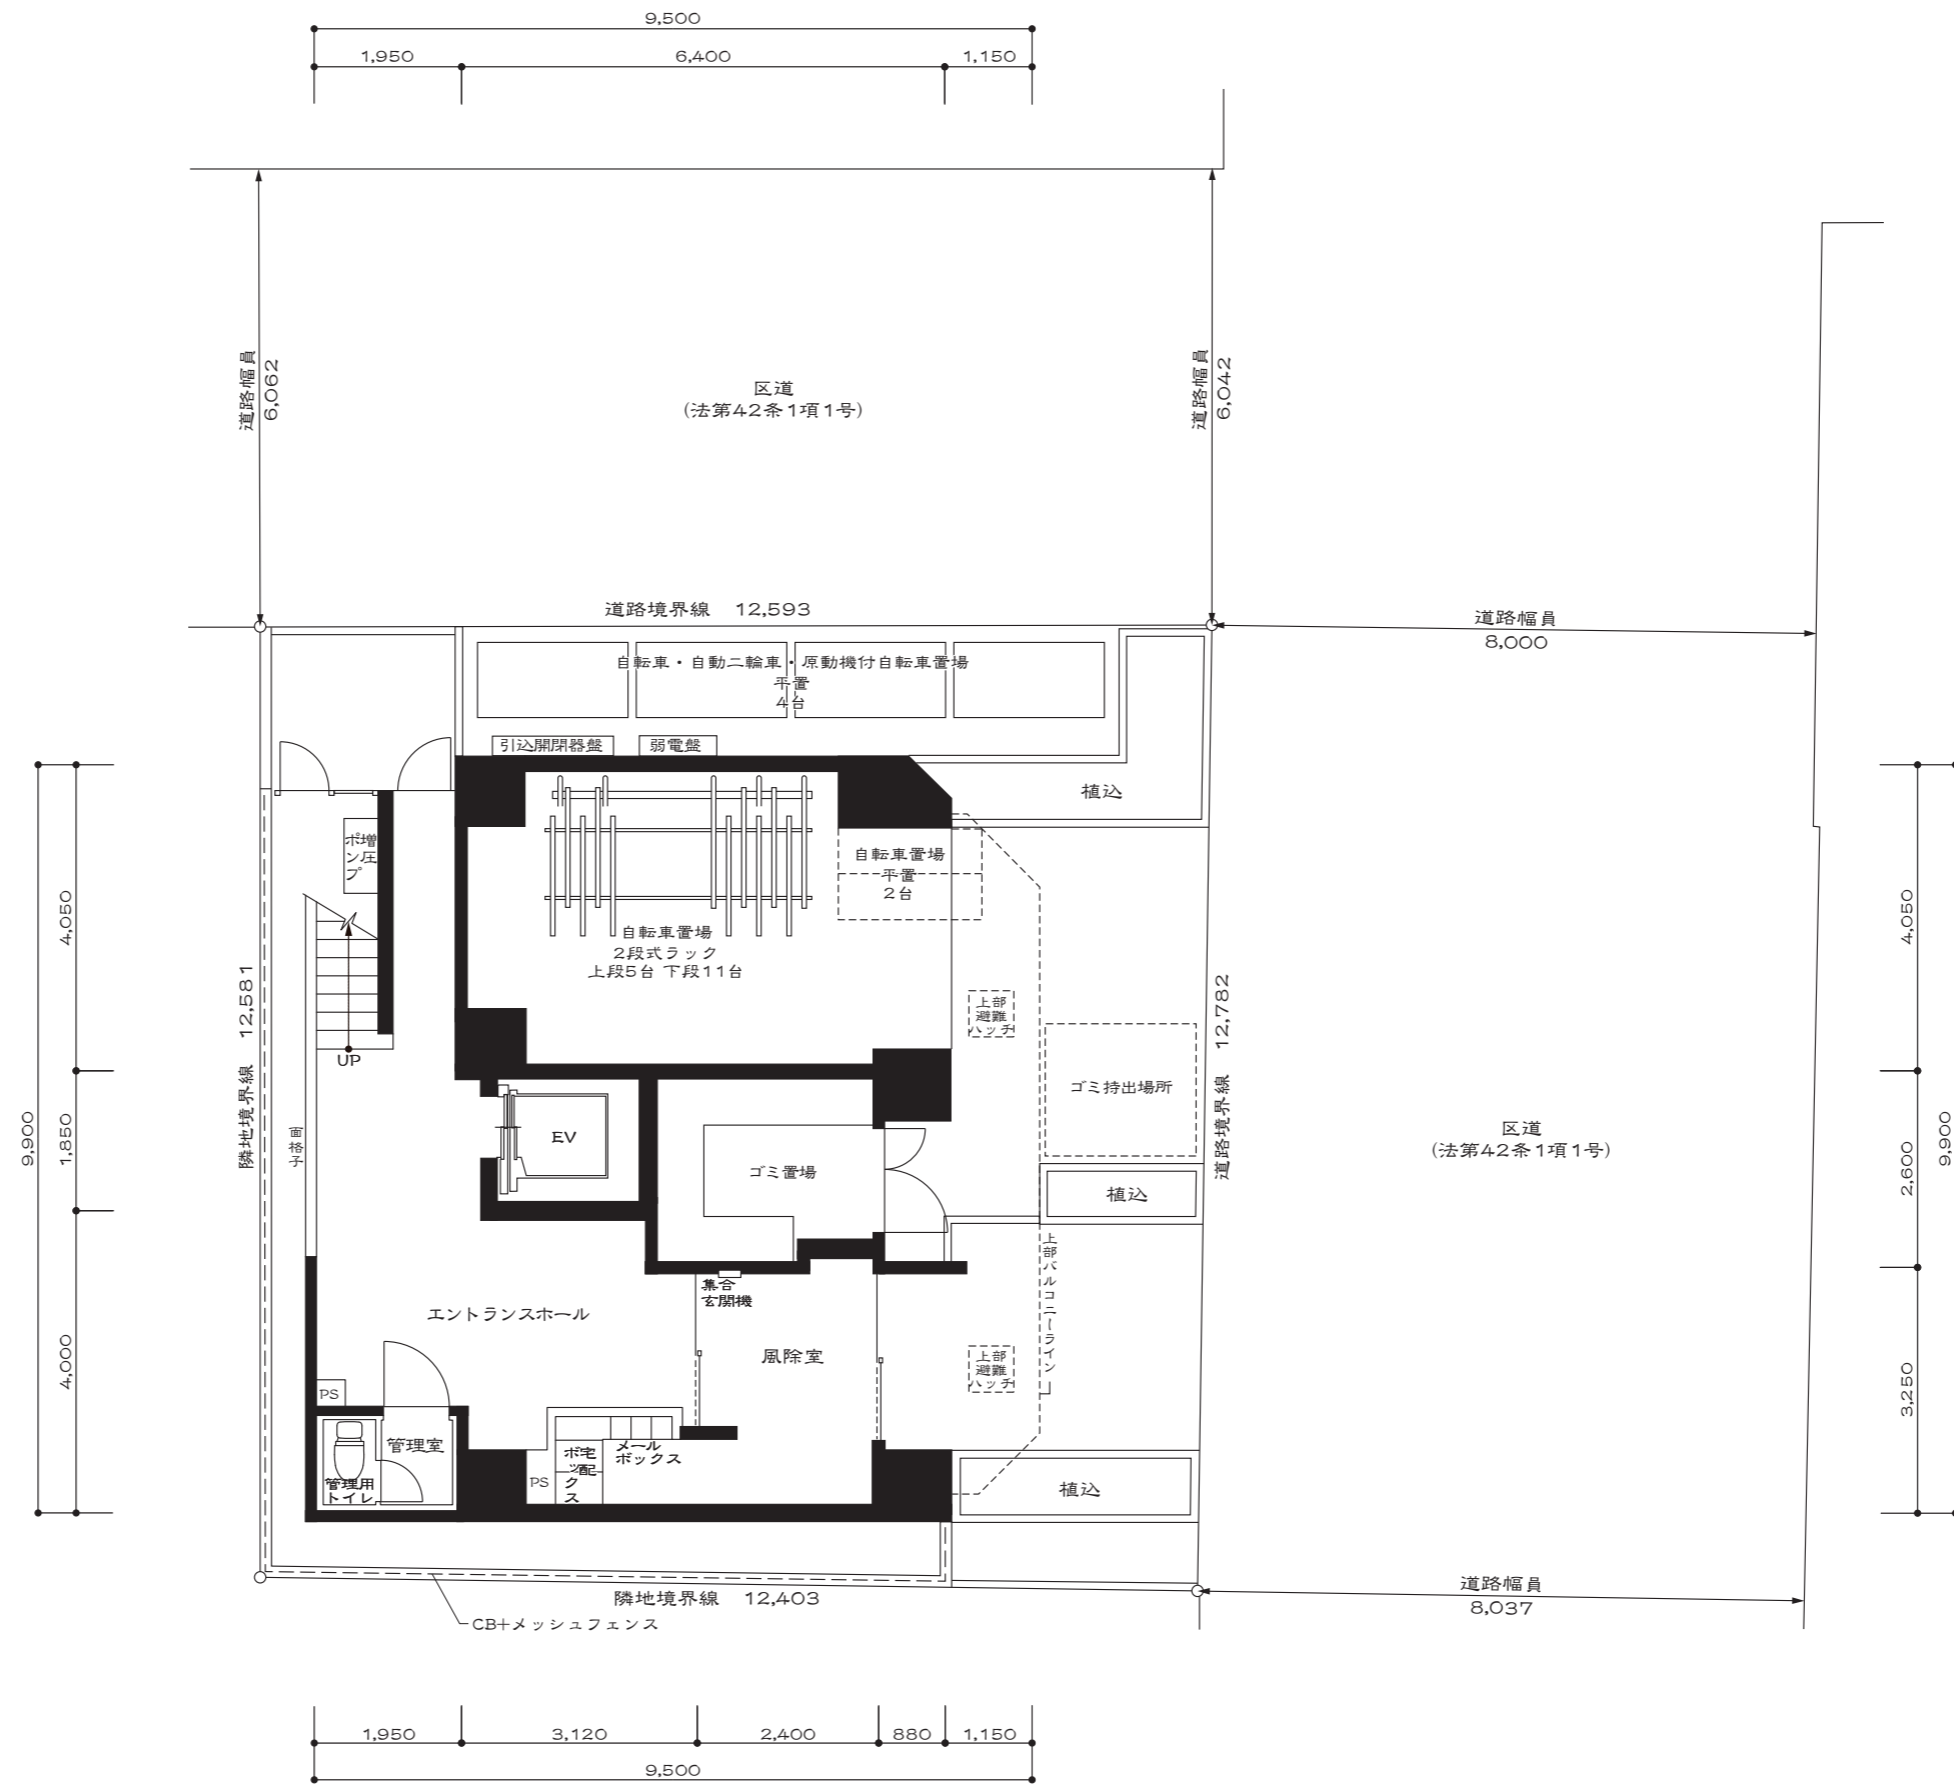 9,500
1,950
6,400
1,150
道路幅員
6,062
道路幅員
6,042
区道
(法第42条1項1号)
道路境界線 12,593
道路幅員
8,000
自転車・自動二輪車・原動機付自転車置場
平置
4台
引込開閉器盤
弱電盤
植込
増圧
ポンプ
自転車置場
平置
2台
自転車置場
2段式ラック
上段5台 下段11台
4,050
1,850
4,000
9,900
隣地境界線 12,581
UP
面格子
上部
避難
ハッチ
道路境界線 12,782
ゴミ持出場所
EV
ゴミ置場
植込
区道
(法第42条1項1号)
4,050
2,600
3,250
9,900
上部バルコニーライン
集合
玄関機
エントランスホール
風除室
上部
避難
ハッチ
PS
管理室
管理用
トイレ
PS
宅配
ボックス
メール
ボックス
植込
隣地境界線 12,403
CB+メッシュフェンス
道路幅員
8,037
1,950
3,120
2,400
880
1,150
9,500